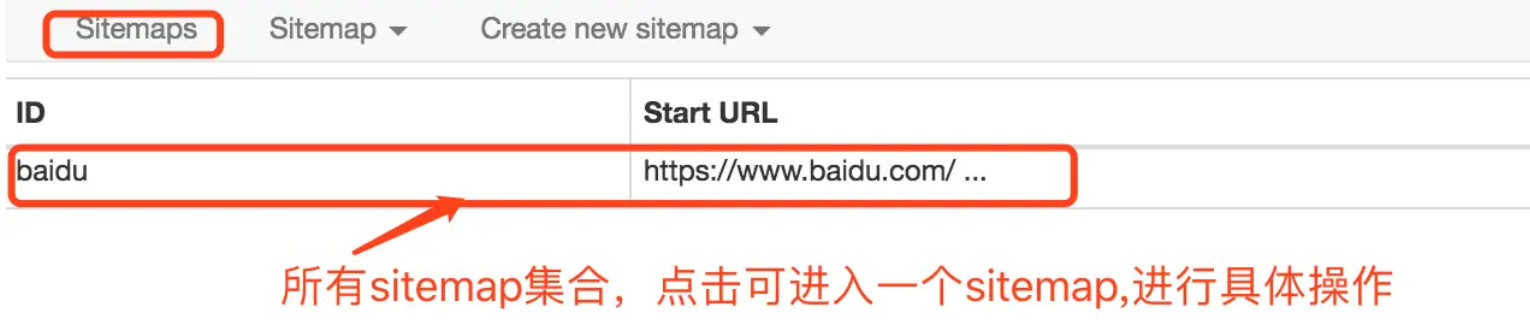 Sitemaps Sitemap Create new sitemap
ID Start URL
baidu https://www.baidu.com/ ...
所有sitemap集合，点击可进入一个sitemap,进行具体操作